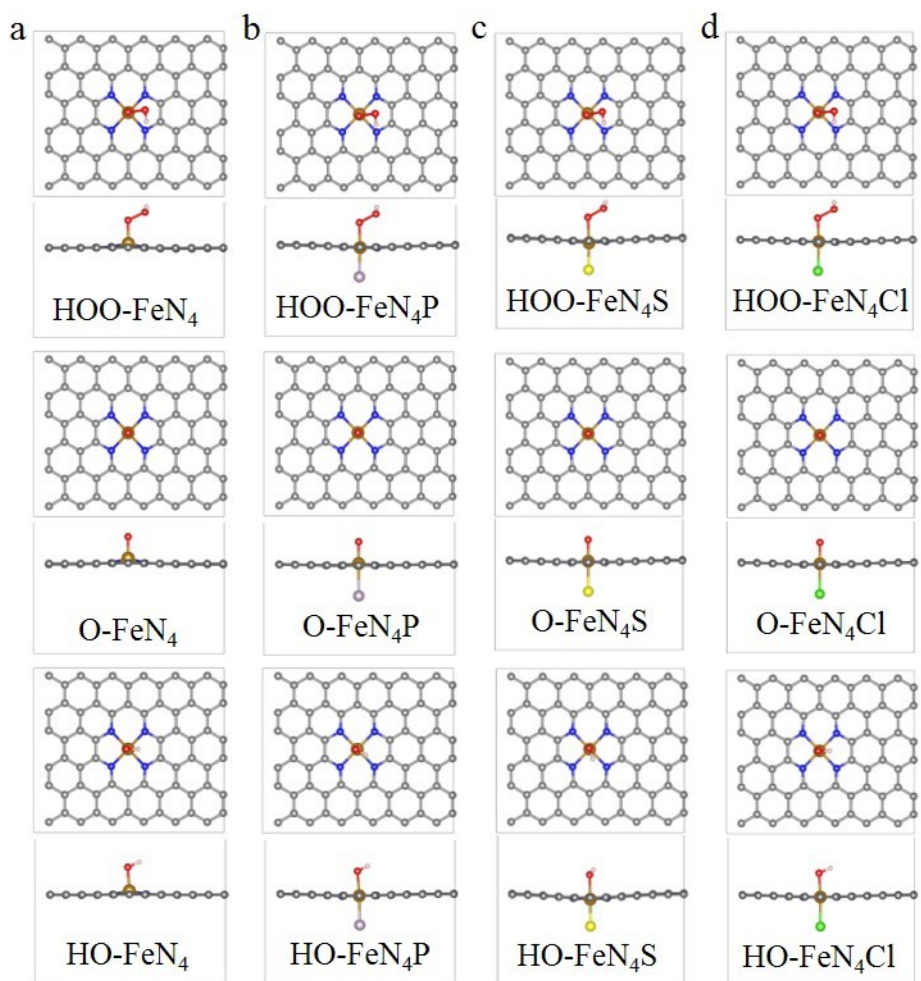 a b c d
HOO-FeN₄ HOO-FeN₄P HOO-FeN₄S HOO-FeN₄Cl
O-FeN₄ O-FeN₄P O-FeN₄S O-FeN₄Cl
HO-FeN₄ HO-FeN₄P HO-FeN₄S HO-FeN₄Cl